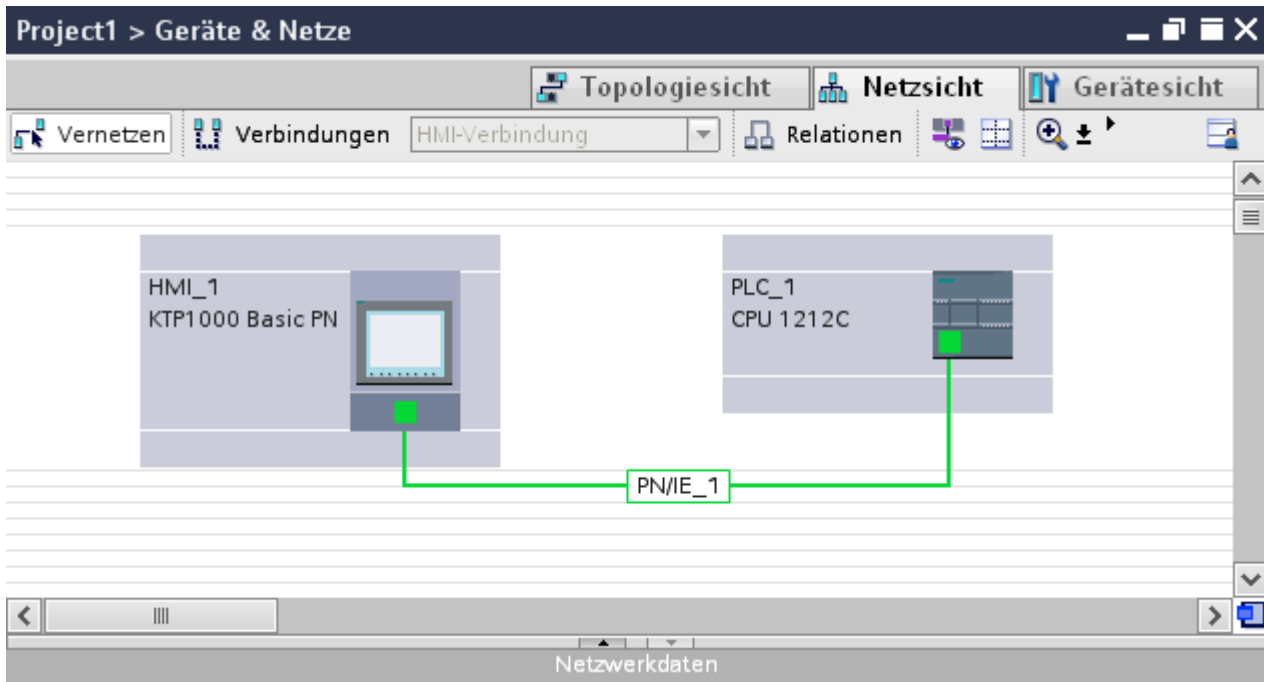 Project1 > Geräte & Netze
Topologiesicht Netzsicht Gerätesicht
Vernetzen Verbindungen HMI-Verbindung Relationen
HMI_1
KTP1000 Basic PN
PLC_1
CPU 1212C
PN/IE_1
Netzwerkdaten